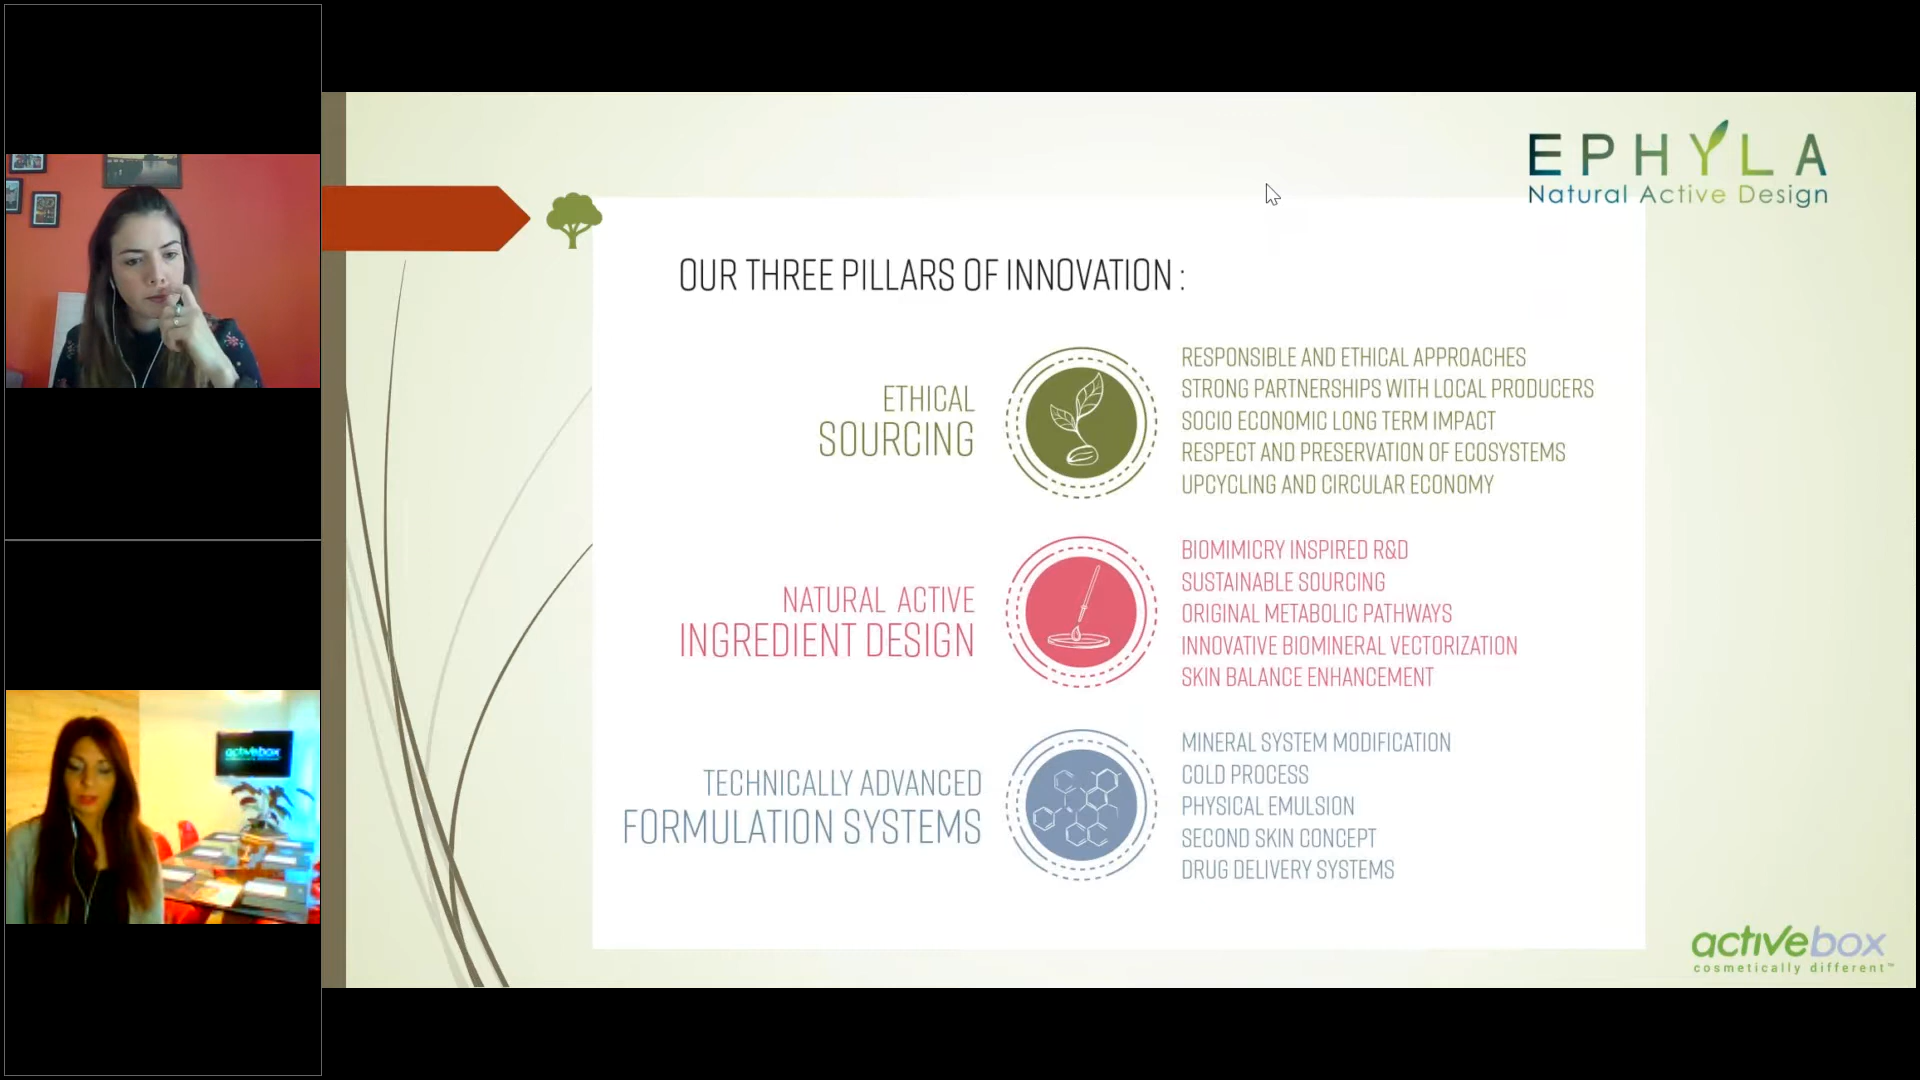 EPHYLA
Natural Active Design
OUR THREE PILLARS OF INNOVATION :
ETHICAL
SOURCING
RESPONSIBLE AND ETHICAL APPROACHES
STRONG PARTNERSHIPS WITH LOCAL PRODUCERS
SOCIO ECONOMIC LONG TERM IMPACT
RESPECT AND PRESERVATION OF ECOSYSTEMS
UPCYCLING AND CIRCULAR ECONOMY
NATURAL ACTIVE
INGREDIENT DESIGN
BIOMIMICRY INSPIRED R&D
SUSTAINABLE SOURCING
ORIGINAL METABOLIC PATHWAYS
INNOVATIVE BIOMINERAL VECTORIZATION
SKIN BALANCE ENHANCEMENT
TECHNICALLY ADVANCED
FORMULATION SYSTEMS
MINERAL SYSTEM MODIFICATION
COLD PROCESS
PHYSICAL EMULSION
SECOND SKIN CONCEPT
DRUG DELIVERY SYSTEMS
activebox
cosmetically different™
activebox